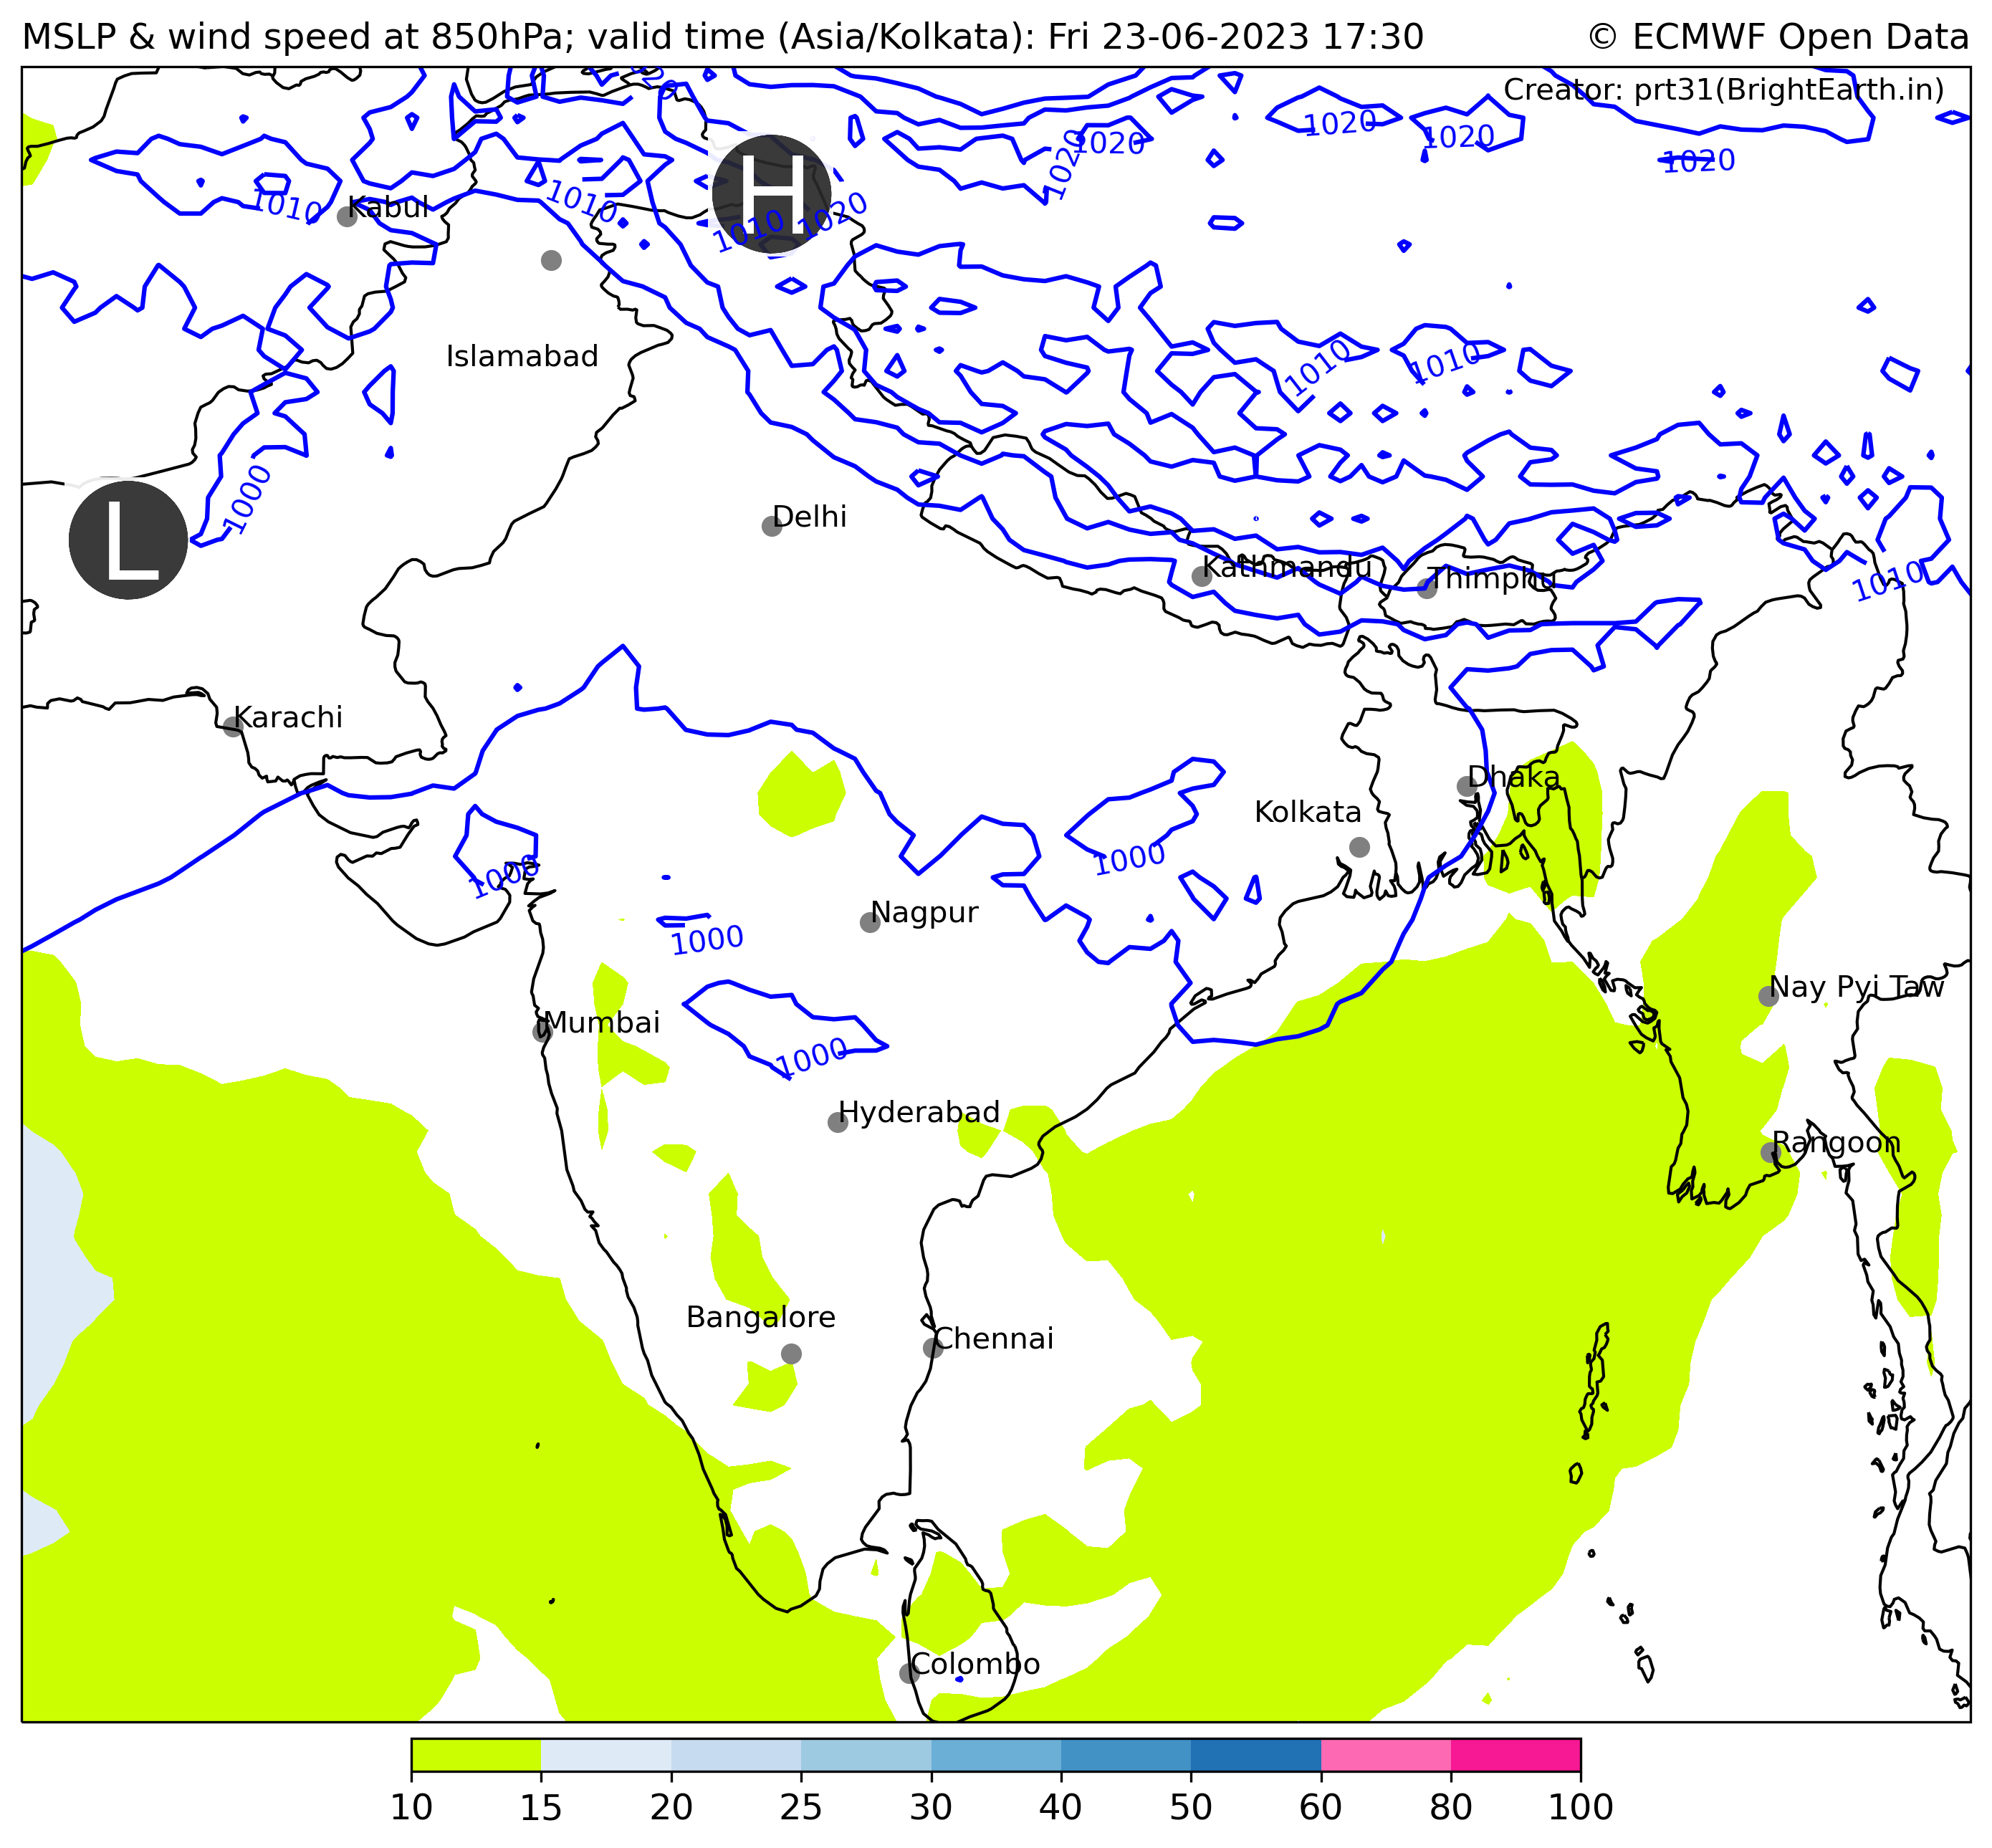 MSLP & wind speed at 850hPa; valid time (Asia/Kolkata): Fri 23-06-2023 17:30
© ECMWF Open Data
Creator: prt31(BrightEarth.in)
20
1020
1020
1020
1020
1020
H
1010
Kabul
1010
1010
1020
Islamabad
1010
1010
L
1000
Delhi
Kathmandu
Thimphu
1010
Karachi
Dhaka
Kolkata
1000
1000
Nagpur
1000
Nay Pyi Taw
Mumbai
1000
Hyderabad
Rangoon
Bangalore
Chennai
Colombo
10 15 20 25 30 40 50 60 80 100